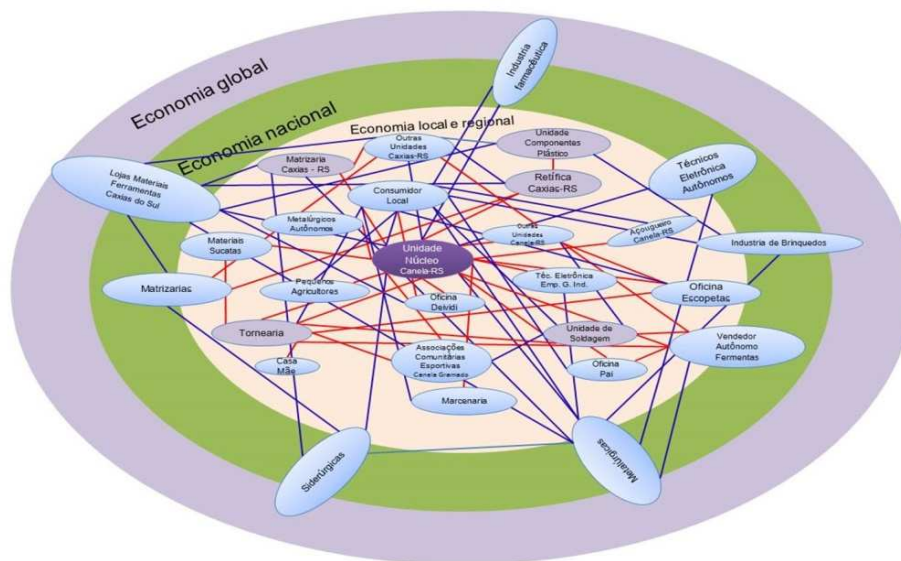 Economia global
Economia nacional
Economia local e regional
Industria
farmacêutica
Outras
Unidades
Caxias-RS
Unidade
Componentes
Plástico
Matrizaria
Caxias - RS
Retífica
Caxias-RS
Técnicos
Eletrônica
Autônomos
Lojas Materiais
Ferramentas
Caxias do Sul
Consumidor
Local
Metalúrgicos
Autônomos
Outras
Unidades
Canela-RS
Açougueiro
Canela-RS
Materiais
Sucatas
Unidade
Núcleo
Canela-RS
Industria de Brinquedos
Matrizarias
Pequenos
Agricultores
Oficina
Deividi
Téc. Eletrônica
Emp. G. Ind.
Oficina
Escopetas
Tornearia
Unidade de
Soldagem
Vendedor
Autônomo
Fermentas
Casa
Mãe
Associações
Comunitárias
Esportivas
Canela Gramado
Oficina
Pai
Marcenaria
Siderúrgicas
Metalúrgicas